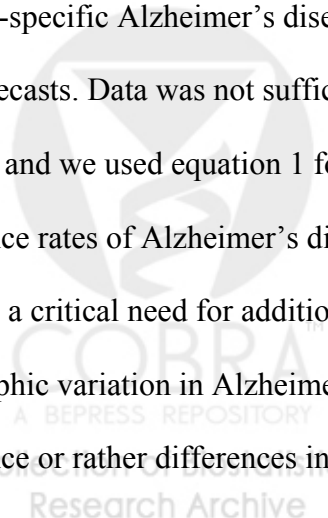 -specific Alzheimer's dise
ecasts. Data was not suffic
and we used equation 1 fo
ce rates of Alzheimer's di
a critical need for additio
COBRA
TM
phic variation in Alzheime
A BEPRESS REPOSITORY
ce or rather differences in
Collection of Biostatistics
Research Archive